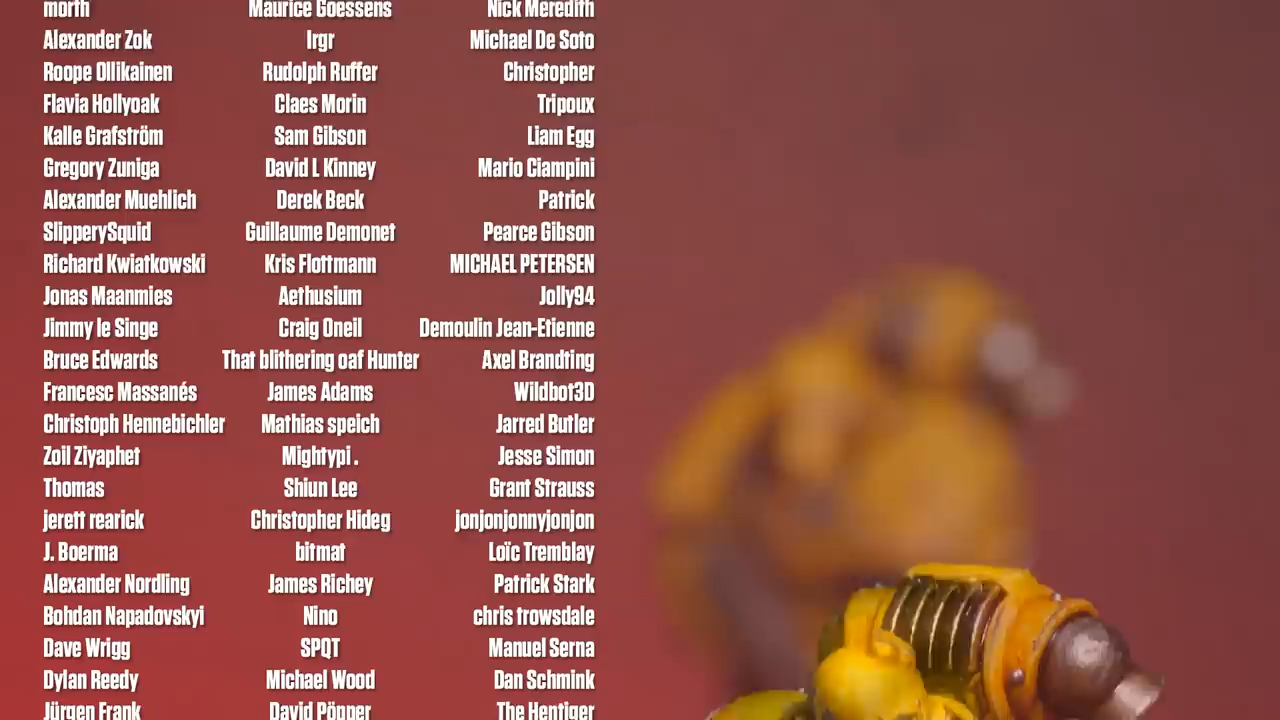 morth Maurice Goessens Nick Meredith
Alexander Zok Irgr Michael De Soto
Roope Ollikainen Rudolph Ruffer Christopher
Flavia Hollyoak Claes Morin Tripoux
Kalle Grafström Sam Gibson Liam Egg
Gregory Zuniga David L Kinney Mario Ciampini
Alexander Muehlich Derek Beck Patrick
SlipperySquid Guillaume Demonet Pearce Gibson
Richard Kwiatkowski Kris Flottmann MICHAEL PETERSEN
Jonas Maanmies Aethusium Jolly94
Jimmy le Singe Craig Oneil Demoulin Jean-Etienne
Bruce Edwards That blithering oaf Hunter Axel Brandting
Francesc Massanés James Adams Wildbot3D
Christoph Hennebichler Mathias speich Jarred Butler
Zoil Ziyaphet Mightypi . Jesse Simon
Thomas Shiun Lee Grant Strauss
jerett rearick Christopher Hideg jonjonjonnyjonjon
J. Boerma bitmat Loïc Tremblay
Alexander Nordling James Richey Patrick Stark
Bohdan Napadovskyi Nino chris trowsdale
Dave Wrigg SPQT Manuel Serna
Dylan Reedy Michael Wood Dan Schmink
Jürgen Frank David Pöpper The Hentiger